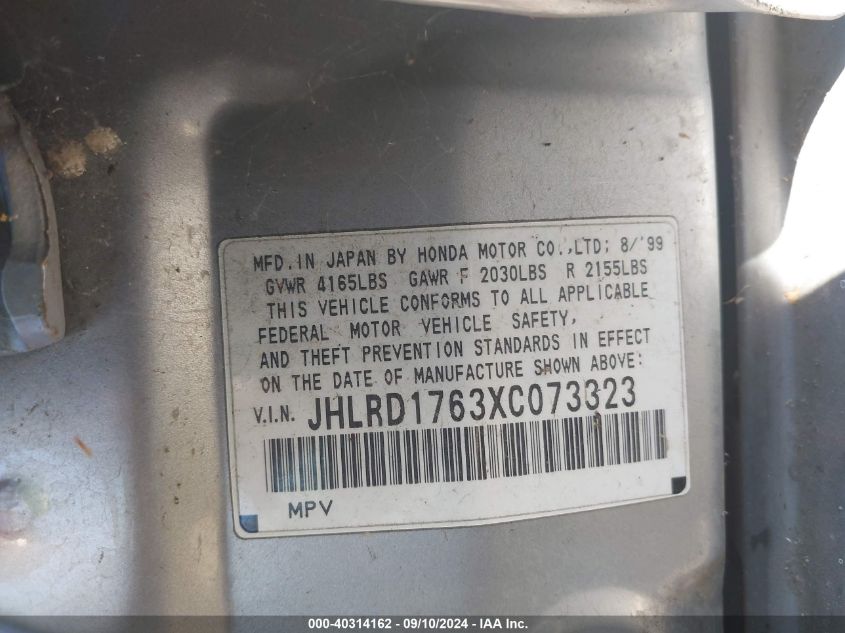 MFD.IN JAPAN BY HONDA MOTOR CO.,LTD; 8/'99
GVWR 4165LBS GAWR F 2030LBS R 2155LBS
THIS VEHICLE CONFORMS TO ALL APPLICABLE
FEDERAL MOTOR VEHICLE SAFETY,
AND THEFT PREVENTION STANDARDS IN EFFECT
ON THE DATE OF MANUFACTURE SHOWN ABOVE:
V.I.N. JHLRD1763XC073323
MPV
000-40314162 - 09/10/2024 - IAA Inc.